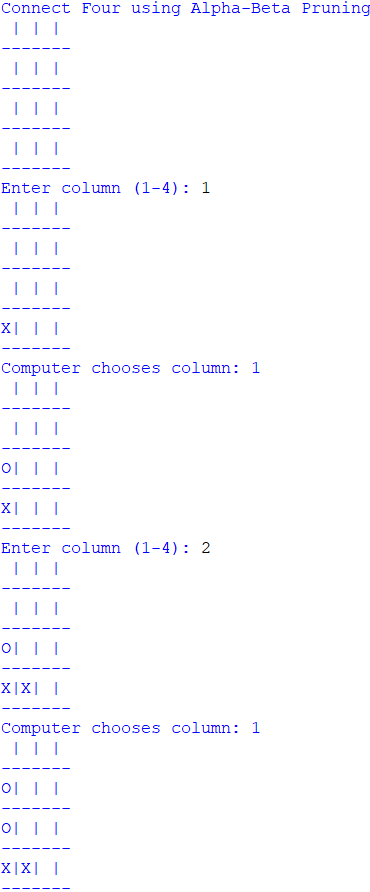 Connect Four using Alpha-Beta Pruning
 | | | 
-------
 | | | 
-------
 | | | 
-------
 | | | 
-------
Enter column (1-4): 1
 | | | 
-------
 | | | 
-------
 | | | 
-------
X| | | 
-------
Computer chooses column: 1
 | | | 
-------
 | | | 
-------
O| | | 
-------
X| | | 
-------
Enter column (1-4): 2
 | | | 
-------
 | | | 
-------
O| | | 
-------
X|X| | 
-------
Computer chooses column: 1
 | | | 
-------
O| | | 
-------
O| | | 
-------
X|X| | 
-------